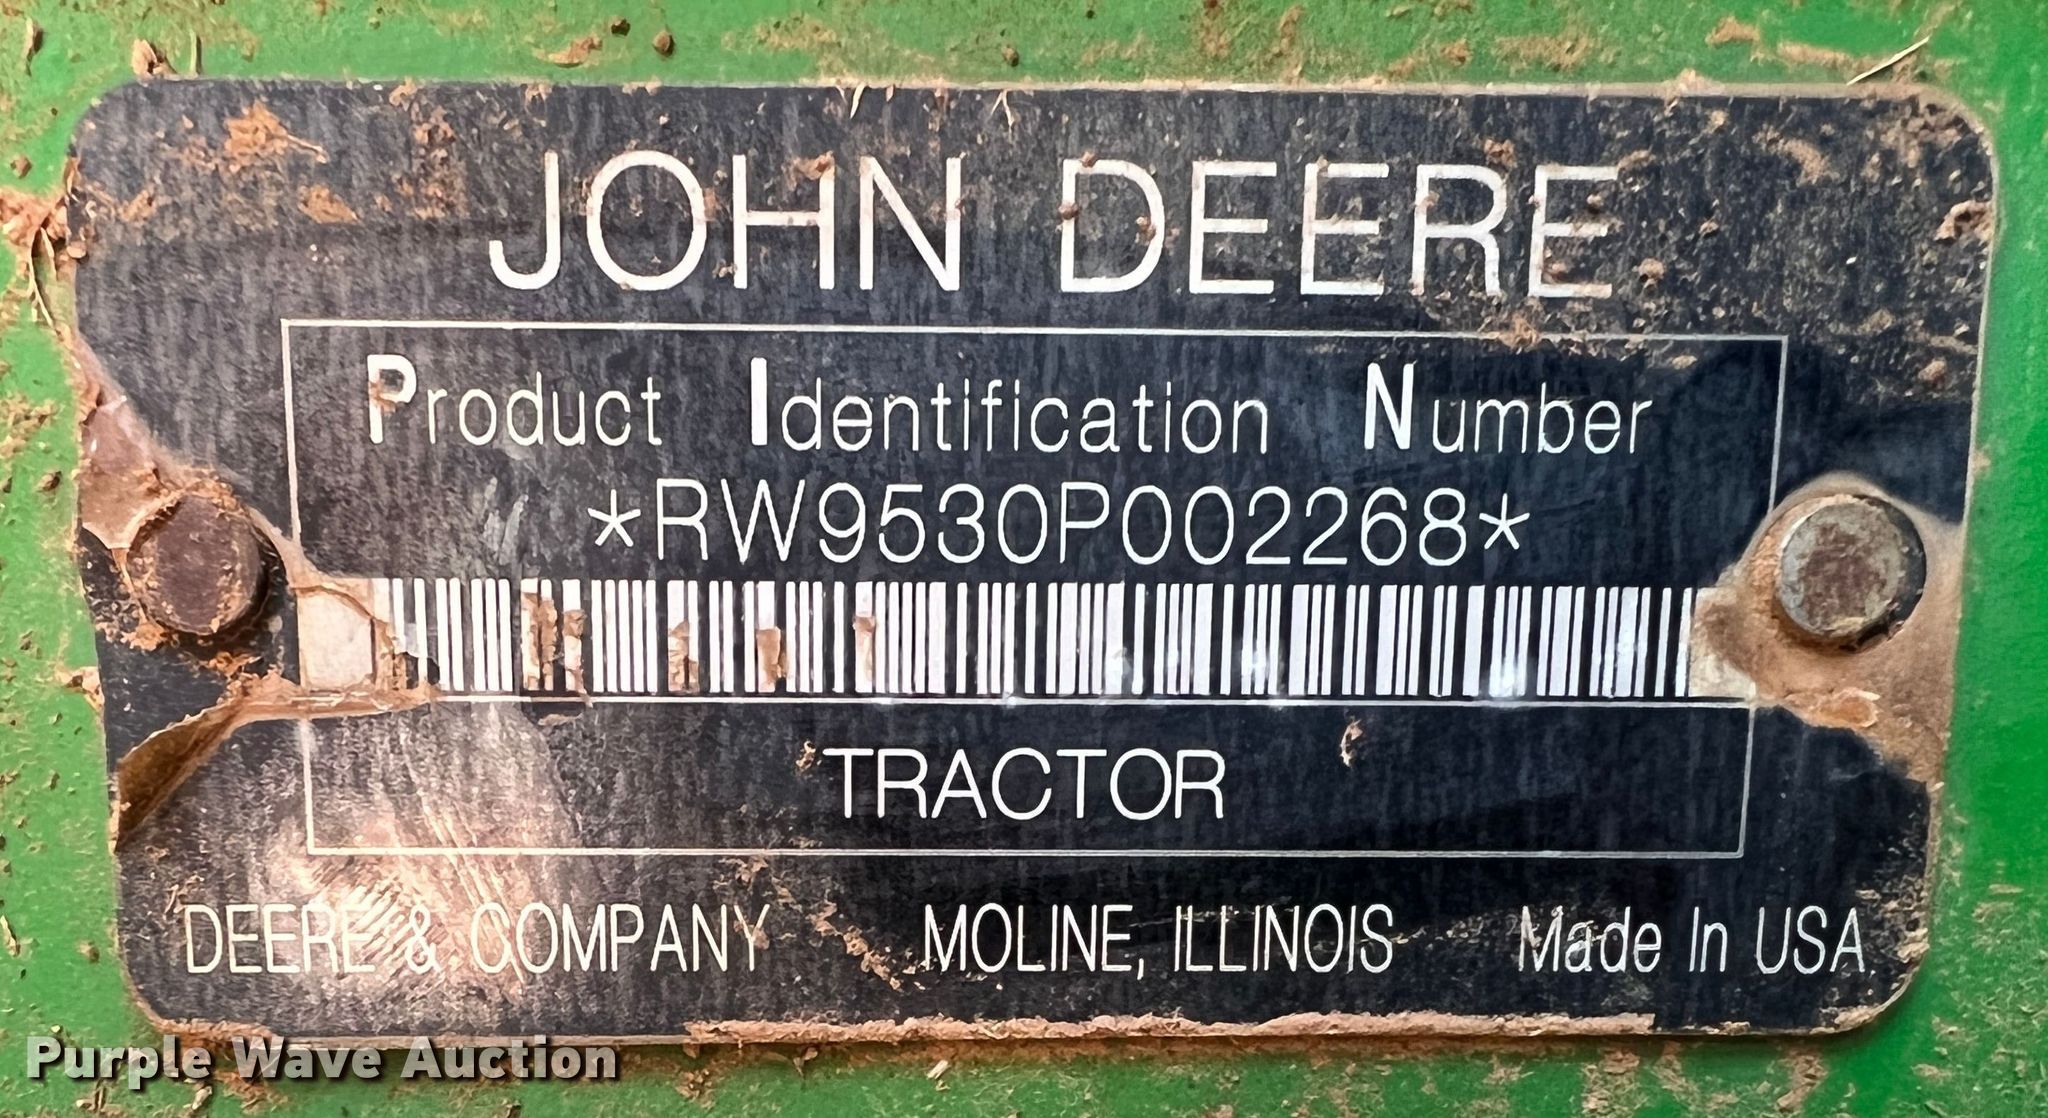 JOHN DEERE
Product Identification Number
*RW9530P002268*
TRACTOR
DEERE & COMPANY MOLINE, ILLINOIS Made In USA
Purple Wave Auction